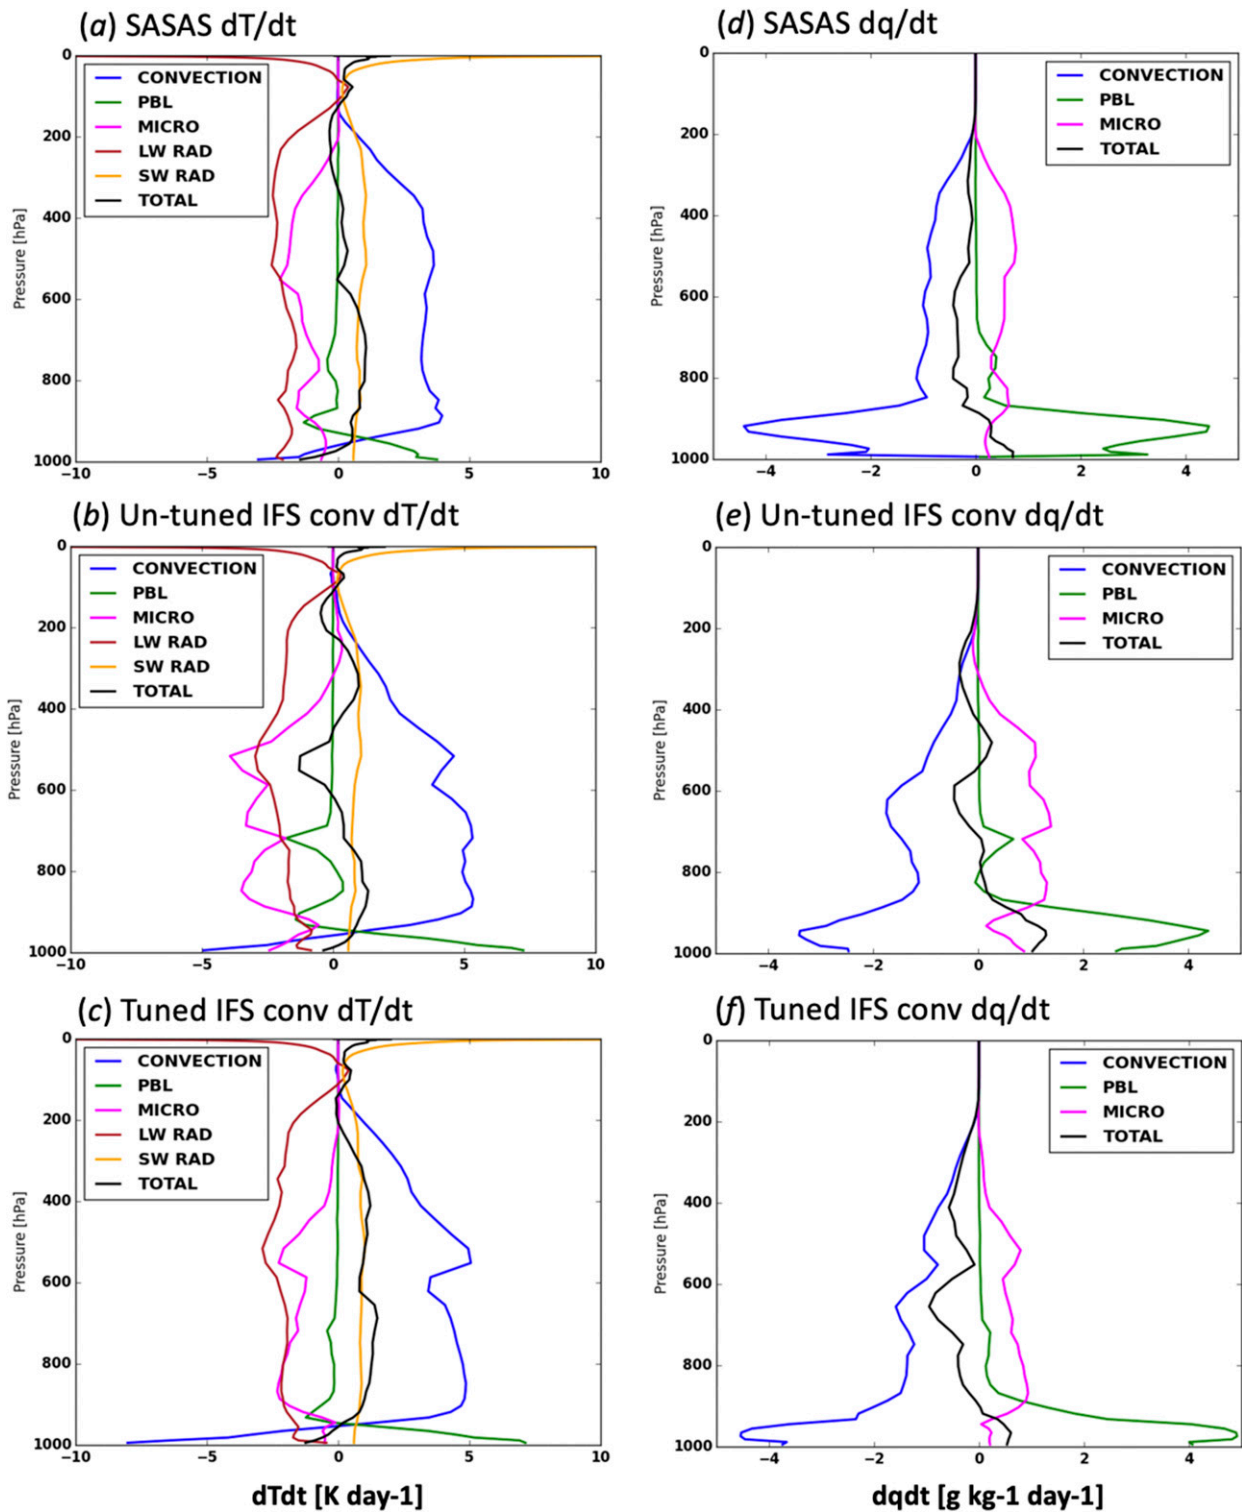 (a) SASAS dT/dt
0
200
400
600
800
1000
Pressure [hPa]
CONVECTION
PBL
MICRO
LW RAD
SW RAD
TOTAL
−10
−5
0
5
10
(d) SASAS dq/dt
0
200
400
600
800
1000
Pressure [hPa]
CONVECTION
PBL
MICRO
TOTAL
−4
−2
0
2
4
(b) Un-tuned IFS conv dT/dt
0
200
400
600
800
1000
Pressure [hPa]
CONVECTION
PBL
MICRO
LW RAD
SW RAD
TOTAL
−10
−5
0
5
10
(e) Un-tuned IFS conv dq/dt
0
200
400
600
800
1000
Pressure [hPa]
CONVECTION
PBL
MICRO
TOTAL
−4
−2
0
2
4
(c) Tuned IFS conv dT/dt
0
200
400
600
800
1000
Pressure [hPa]
CONVECTION
PBL
MICRO
LW RAD
SW RAD
TOTAL
−10
−5
0
5
10
dTdt [K day-1]
(f) Tuned IFS conv dq/dt
0
200
400
600
800
1000
Pressure [hPa]
CONVECTION
PBL
MICRO
TOTAL
−4
−2
0
2
4
dqdt [g kg-1 day-1]